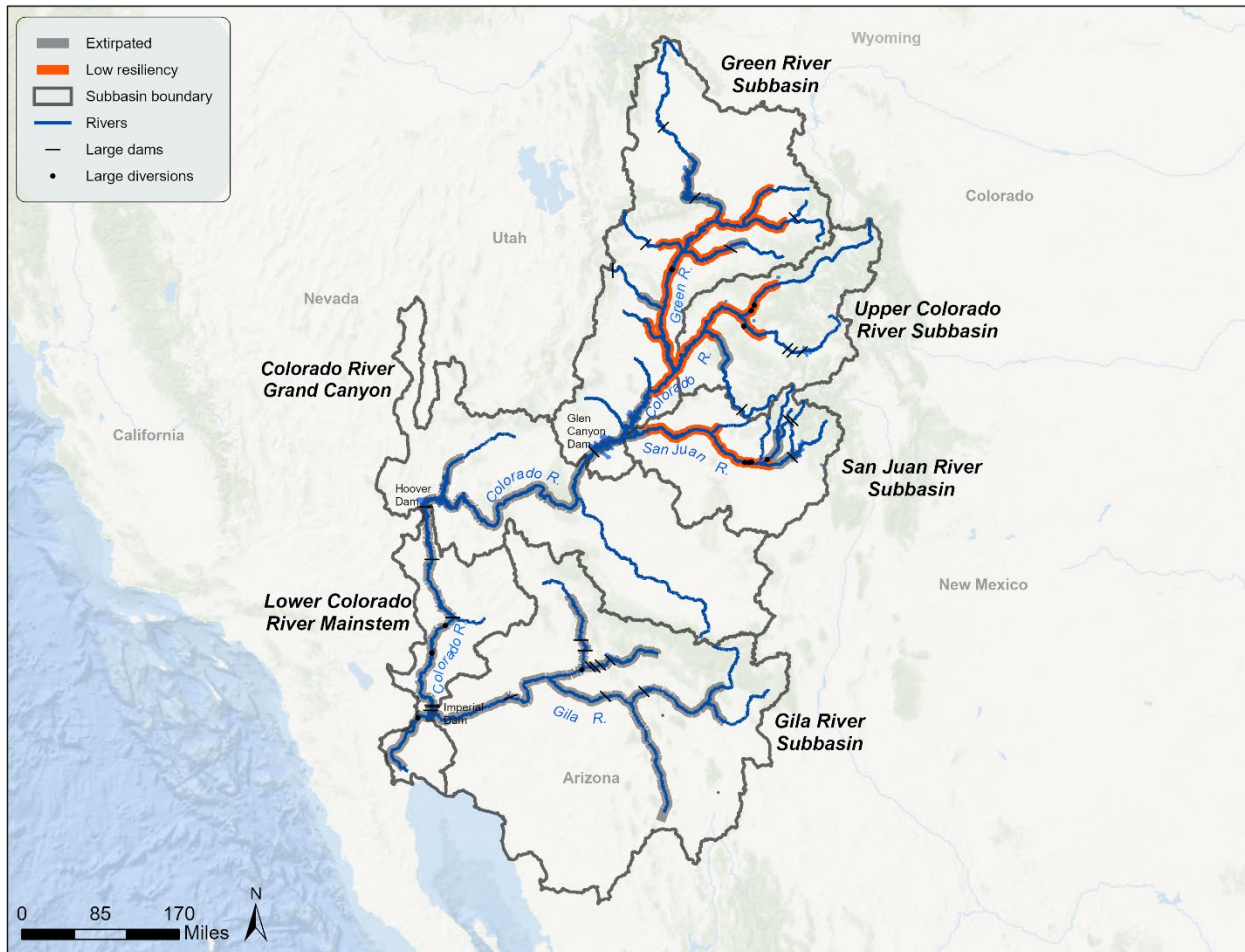 Extirpated
Low resiliency
Subbasin boundary
Rivers
Large dams
Large diversions
Wyoming
Green River
Subbasin
Colorado
Utah
Green R.
Nevada
Upper Colorado
River Subbasin
Colorado River
Grand Canyon
Colorado R.
Glen
Canyon
Dam
California
San Juan R.
San Juan River
Subbasin
Colorado R.
Hoover
Dam
New Mexico
Lower Colorado
River Mainstem
Colorado R.
Imperial
Dam
Gila R.
Gila River
Subbasin
Arizona
N
0 85 170
Miles